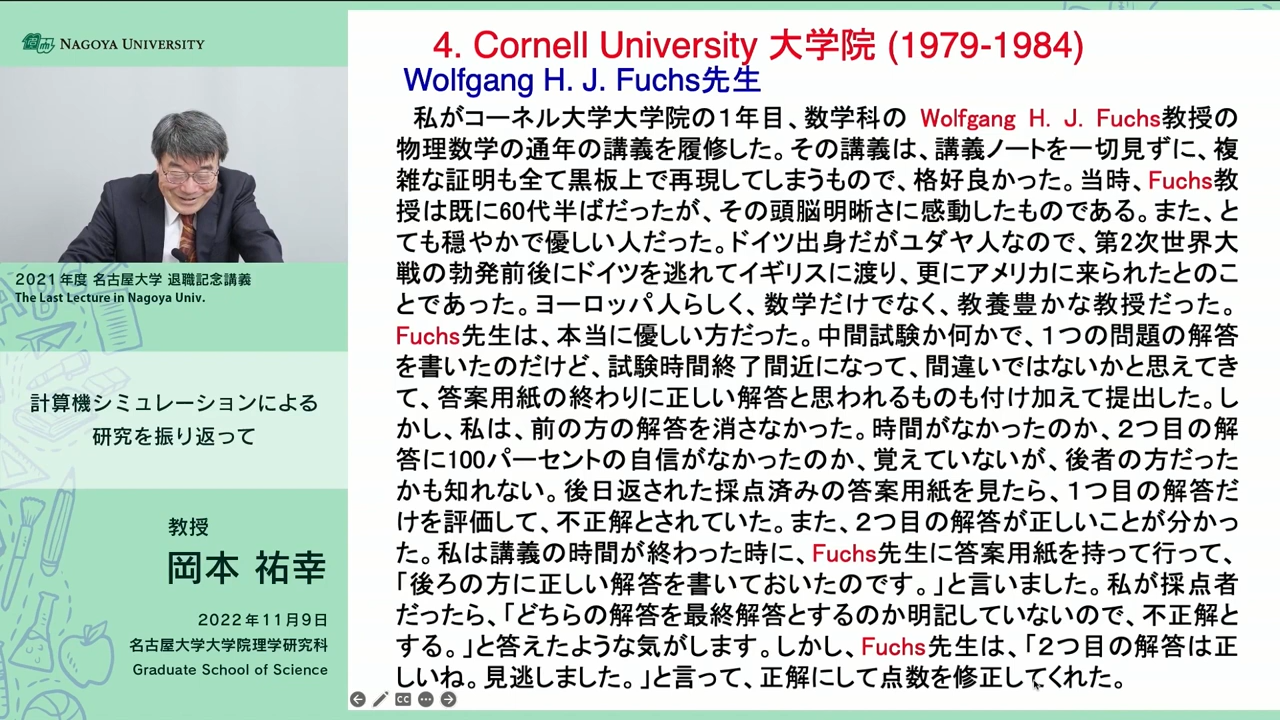 NAGOYA UNIVERSITY
2021年度 名古屋大学 退職記念講義
The Last Lecture in Nagoya Univ.
計算機シミュレーションによる
研究を振り返って
教授
岡本 祐幸
2022年11月9日
名古屋大学大学院理学研究科
Graduate School of Science
4. Cornell University 大学院 (1979-1984)
Wolfgang H. J. Fuchs先生
私がコーネル大学大学院の1年目、数学科の Wolfgang H. J. Fuchs教授の
物理数学の通年の講義を履修した。その講義は、講義ノートを一切見ずに、複
雑な証明も全て黒板上で再現してしまうもので、格好良かった。当時、Fuchs教
授は既に60代半ばだったが、その頭脳明晰さに感動したものである。また、と
ても穏やかで優しい人だった。ドイツ出身だがユダヤ人なので、第2次世界大
戦の勃発前後にドイツを逃れてイギリスに渡り、更にアメリカに来られたとのこ
とであった。ヨーロッパ人らしく、数学だけでなく、教養豊かな教授だった。
Fuchs先生は、本当に優しい方だった。中間試験か何かで、1つの問題の解答
を書いたのだけど、試験時間終了間近になって、間違いではないかと思えてき
て、答案用紙の終わりに正しい解答と思われるものも付け加えて提出した。し
かし、私は、前の方の解答を消さなかった。時間がなかったのか、2つ目の解
答に100パーセントの自信がなかったのか、覚えていないが、後者の方だった
かも知れない。後日返された採点済みの答案用紙を見たら、1つ目の解答だ
けを評価して、不正解とされていた。また、2つ目の解答が正しいことが分かっ
た。私は講義の時間が終わった時に、Fuchs先生に答案用紙を持って行って、
「後ろの方に正しい解答を書いておいたのです。」と言いました。私が採点者
だったら、「どちらの解答を最終解答とするのか明記していないので、不正解と
する。」と答えたような気がします。しかし、Fuchs先生は、「2つ目の解答は正
しいね。見逃しました。」と言って、正解にして点数を修正してくれた。